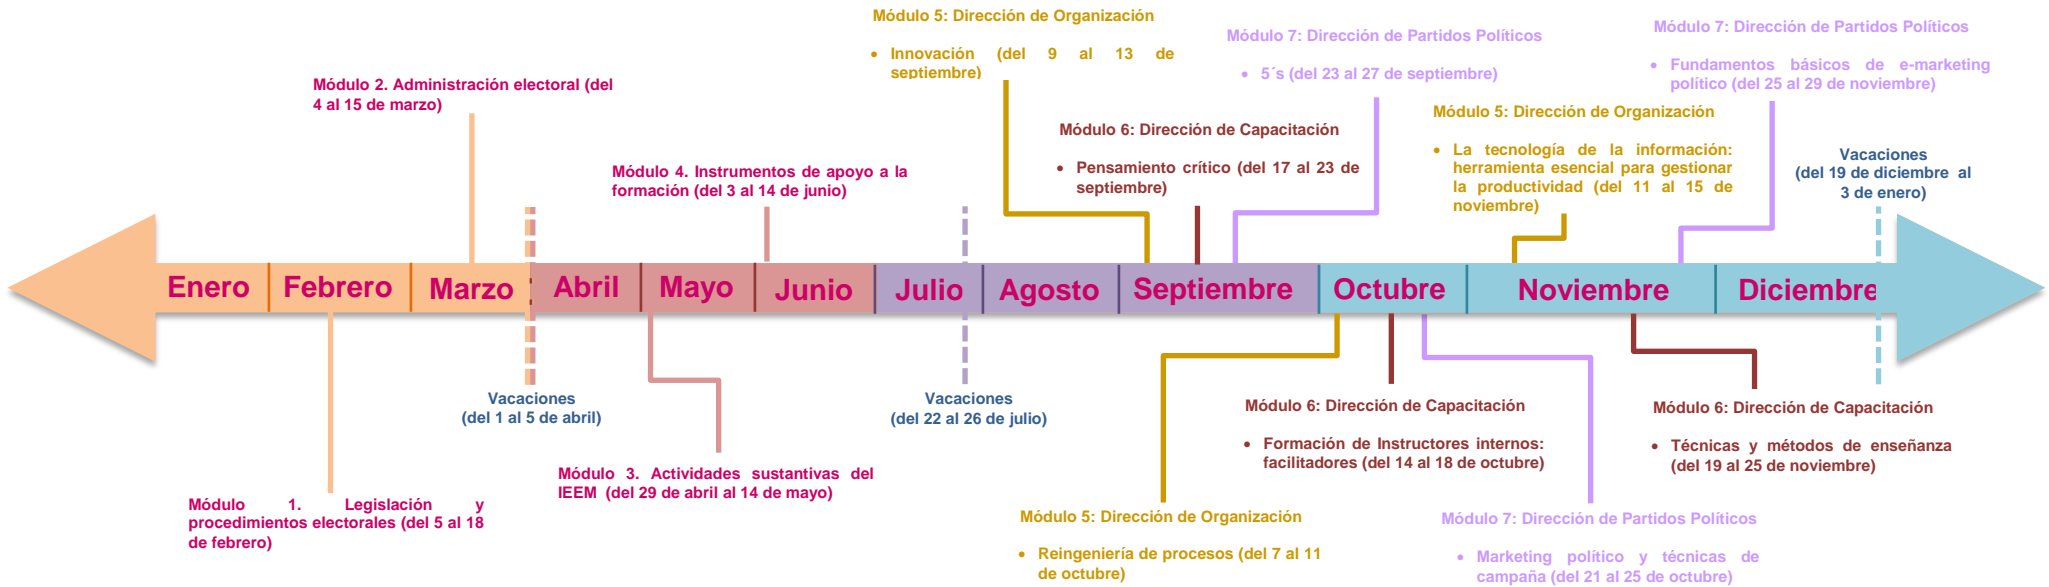 Módulo 5: Dirección de Organización
• Innovación (del 9 al 13 de
septiembre)
Módulo 7: Dirección de Partidos Políticos
• 5´s (del 23 al 27 de septiembre)
Módulo 7: Dirección de Partidos Políticos
• Fundamentos básicos de e-marketing
político (del 25 al 29 de noviembre)
Módulo 2. Administración electoral (del
4 al 15 de marzo)
Módulo 6: Dirección de Capacitación
• Pensamiento crítico (del 17 al 23 de
septiembre)
Módulo 5: Dirección de Organización
• La tecnología de la información:
herramienta esencial para gestionar
la productividad (del 11 al 15 de
noviembre)
Módulo 4. Instrumentos de apoyo a la
formación (del 3 al 14 de junio)
Vacaciones
(del 19 de diciembre al
3 de enero)
Enero Febrero Marzo Abril Mayo Junio Julio Agosto Septiembre Octubre Noviembre Diciembre
Vacaciones
(del 1 al 5 de abril)
Vacaciones
(del 22 al 26 de julio)
Módulo 6: Dirección de Capacitación
• Formación de Instructores internos:
facilitadores (del 14 al 18 de octubre)
Módulo 6: Dirección de Capacitación
• Técnicas y métodos de enseñanza
(del 19 al 25 de noviembre)
Módulo 3. Actividades sustantivas del
IEEM (del 29 de abril al 14 de mayo)
Módulo 1. Legislación y
procedimientos electorales (del 5 al 18
de febrero)
Módulo 5: Dirección de Organización
• Reingeniería de procesos (del 7 al 11
de octubre)
Módulo 7: Dirección de Partidos Políticos
• Marketing político y técnicas de
campaña (del 21 al 25 de octubre)